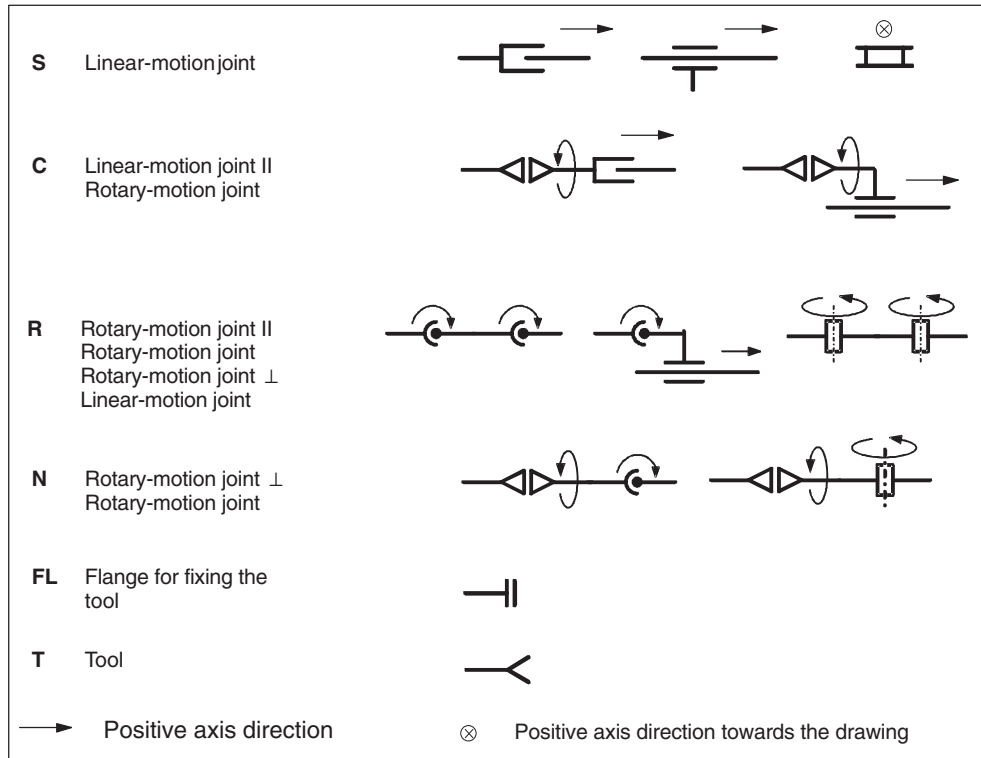 S Linear-motion joint
C Linear-motion joint II
Rotary-motion joint
R Rotary-motion joint II
Rotary-motion joint
Rotary-motion joint ⊥
Linear-motion joint
N Rotary-motion joint ⊥
Rotary-motion joint
FL Flange for fixing the
tool
T Tool
Positive axis direction
Positive axis direction towards the drawing